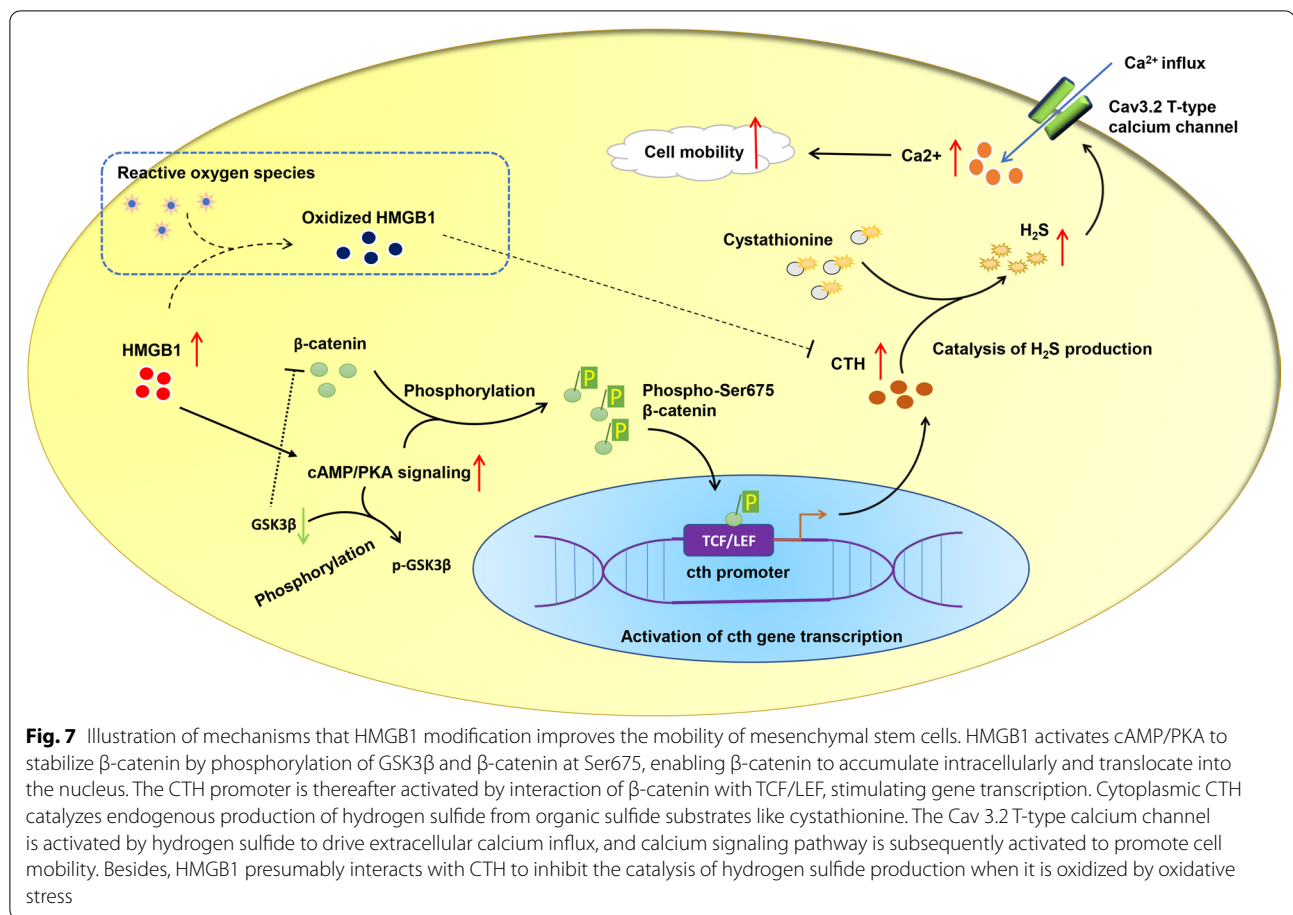 Ca²⁺ influx
Cav3.2 T-type
calcium channel
Cell mobility
Ca2+
Reactive oxygen species
Oxidized HMGB1
Cystathionine
H₂S
HMGB1
β-catenin
Phosphorylation
CTH
Catalysis of H₂S production
P
P
P
Phospho-Ser675
β-catenin
cAMP/PKA signaling
GSK3β
Phosphorylation
p-GSK3β
P
TCF/LEF
cth promoter
Activation of cth gene transcription
Fig. 7 Illustration of mechanisms that HMGB1 modification improves the mobility of mesenchymal stem cells. HMGB1 activates cAMP/PKA to
stabilize β-catenin by phosphorylation of GSK3β and β-catenin at Ser675, enabling β-catenin to accumulate intracellularly and translocate into
the nucleus. The CTH promoter is thereafter activated by interaction of β-catenin with TCF/LEF, stimulating gene transcription. Cytoplasmic CTH
catalyzes endogenous production of hydrogen sulfide from organic sulfide substrates like cystathionine. The Cav 3.2 T-type calcium channel
is activated by hydrogen sulfide to drive extracellular calcium influx, and calcium signaling pathway is subsequently activated to promote cell
mobility. Besides, HMGB1 presumably interacts with CTH to inhibit the catalysis of hydrogen sulfide production when it is oxidized by oxidative
stress